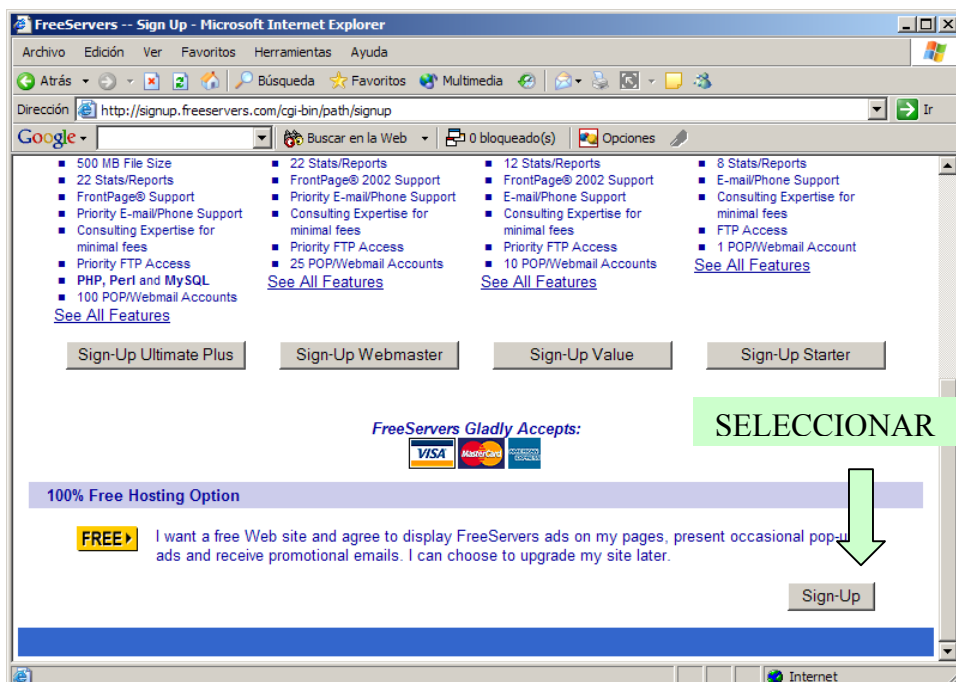 FreeServers -- Sign Up - Microsoft Internet Explorer
Archivo Edición Ver Favoritos Herramientas Ayuda
Atrás Búsqueda Favoritos Multimedia
Dirección http://signup.freeservers.com/cgi-bin/path/signup Ir
Google Buscar en la Web 0 bloqueado(s) Opciones
500 MB File Size
22 Stats/Reports
FrontPage® Support
Priority E-mail/Phone Support
Consulting Expertise for
minimal fees
Priority FTP Access
PHP, Perl and MySQL
100 POP/Webmail Accounts
See All Features
22 Stats/Reports
FrontPage® 2002 Support
Priority E-mail/Phone Support
Consulting Expertise for
minimal fees
Priority FTP Access
25 POP/Webmail Accounts
See All Features
12 Stats/Reports
FrontPage® 2002 Support
E-mail/Phone Support
Consulting Expertise for
minimal fees
Priority FTP Access
10 POP/Webmail Accounts
See All Features
8 Stats/Reports
E-mail/Phone Support
Consulting Expertise for
minimal fees
FTP Access
1 POP/Webmail Account
See All Features
Sign-Up Ultimate Plus Sign-Up Webmaster Sign-Up Value Sign-Up Starter
SELECCIONAR
FreeServers Gladly Accepts:
VISA MasterCard
100% Free Hosting Option
FREE I want a free Web site and agree to display FreeServers ads on my pages, present occasional
ads and receive promotional emails. I can choose to upgrade my site later.
Sign-Up
Internet